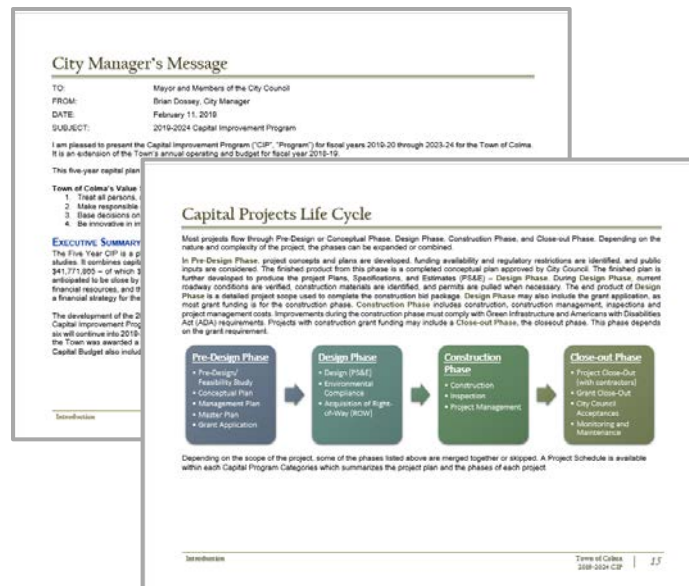 City Manager's Message
TO: Mayor and Members of the City Council
FROM: Brian Dossey, City Manager
DATE: February 11, 2019
SUBJECT: 2019-2024 Capital Improvement Program
I am pleased to present the Capital Improvement Program ("CIP", "Program") for fiscal years 2019-20 through 2023-24 for the Town of Colma.
It is an extension of the Town's annual operating and budget for fiscal year 2018-19.
This five-year capital plan
Town of Colma's Value
1. Treat all persons,
2. Make responsible
3. Base decisions on
4. Be innovative in
EXECUTIVE SUMMARY
The Five Year CIP is a
studies. It combines
$41,771,865 – of which
anticipated to be close by
financial resources, and
a financial strategy for the
The development of the
Capital Improvement
six will continue into 2019-
the Town was awarded a
Capital Budget also
Introduction
Capital Projects Life Cycle
Most projects flow through Pre-Design or Conceptual Phase, Design Phase, Construction Phase, and Close-out Phase. Depending on the
nature and complexity of the project, the phases can be expanded or combined.
In Pre-Design Phase, project concepts and plans are developed, funding availability and regulatory restrictions are identified, and public
inputs are considered. The finished product from this phase is a completed conceptual plan approved by City Council. The finished plan is
further developed to produce the project Plans, Specifications, and Estimates (PS&E) – Design Phase. During Design Phase, current
roadway conditions are verified, construction materials are identified, and permits are pulled when necessary. The end product of Design
Phase is a detailed project scope used to complete the construction bid package. Design Phase may also include the grant application, as
most grant funding is for the construction phase. Construction Phase includes construction, construction management, inspections and
project management costs. Improvements during the construction phase must comply with Green Infrastructure and Americans with Disabilities
Act (ADA) requirements. Projects with construction grant funding may include a Close-out Phase, the closeout phase. This phase depends
on the grant requirement.
Pre-Design Phase
• Pre-Design/
Feasibility Study
• Conceptual Plan
• Management Plan
• Master Plan
• Grant Application
Design Phase
• Design (PS&E)
• Environmental
Compliance
• Acquisition of Right-
of-Way (ROW)
Construction
Phase
• Construction
• Inspection
• Project Management
Close-out Phase
• Project Close-Out
(with contractors)
• Grant Close-Out
• City Council
Acceptances
• Monitoring and
Maintenance
Depending on the scope of the project, some of the phases listed above are merged together or skipped. A Project Schedule is available
within each Capital Program Categories which summarizes the project plan and the phases of each project.
Introduction
Town of Colma
2019-2024 CIP
15